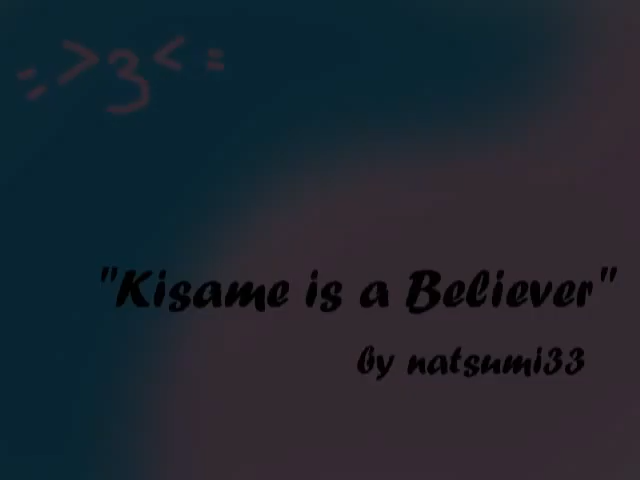 =>3<=
"Kisame is a Believer"
by natsumi33